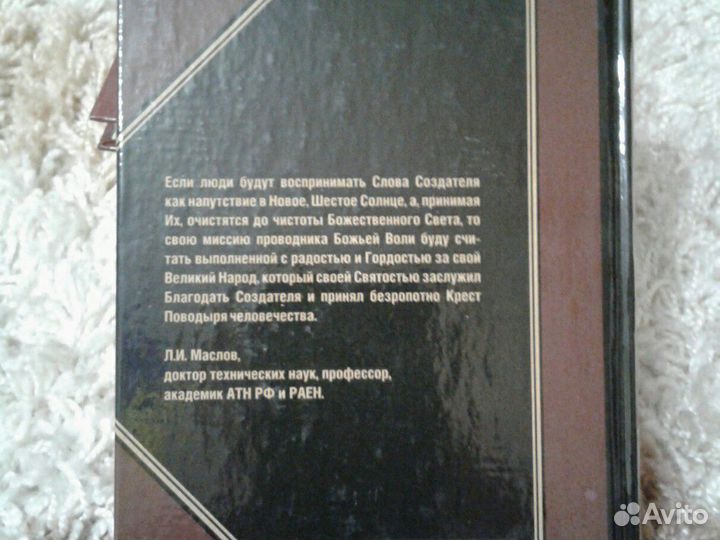 Если люди будут воспринимать Слова Создателя
как напутствие в Новое, Шестое Солнце, а, принимая
Их, очистятся до чистоты Божественного Света, то
свою миссию проводника Божьей Воли буду счи-
тать выполненной с радостью и Гордостью за свой
Великий Народ, который своей Святостью заслужил
Благодать Создателя и принял безропотно Крест
Поводыря человечества.
Л.И. Маслов,
доктор технических наук, профессор,
академик АТН РФ и РАЕН.
Avito